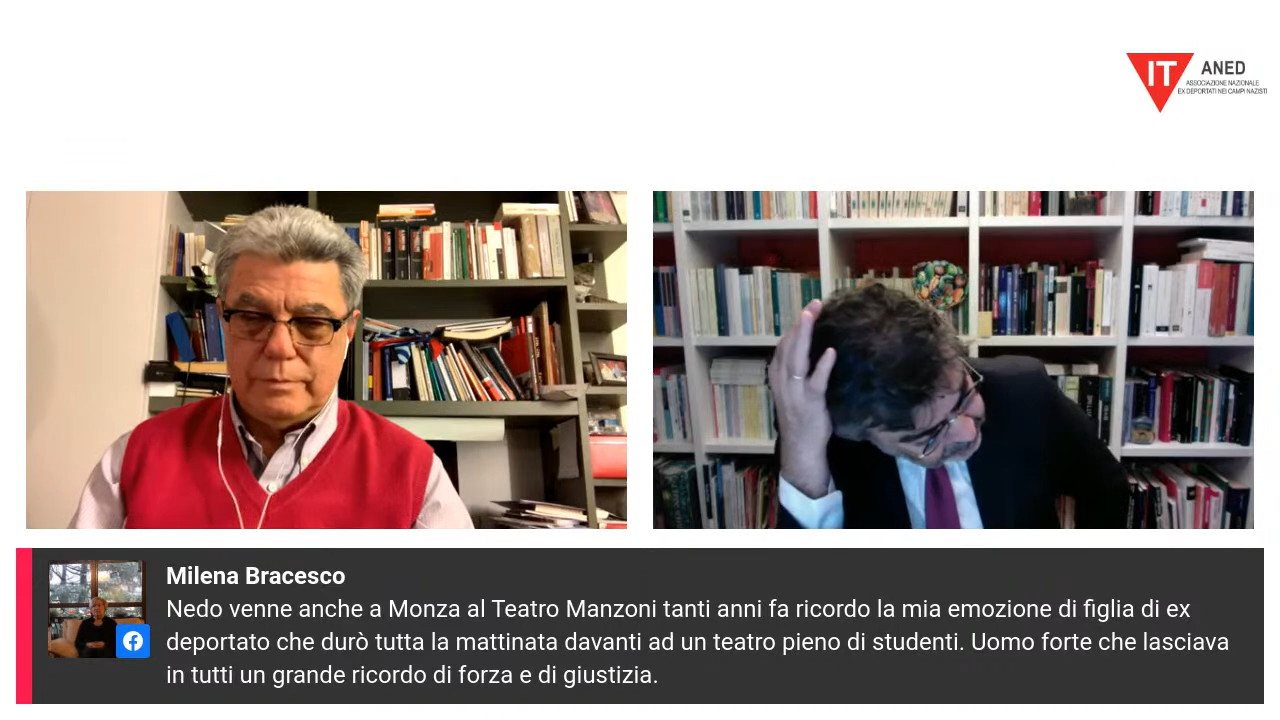 IT
ANED
ASSOCIAZIONE NAZIONALE
EX DEPORTATI NEI CAMPI NAZISTI
Milena Bracesco
Nedo venne anche a Monza al Teatro Manzoni tanti anni fa ricordo la mia emozione di figlia di ex
deportato che durò tutta la mattinata davanti ad un teatro pieno di studenti. Uomo forte che lasciava
in tutti un grande ricordo di forza e di giustizia.